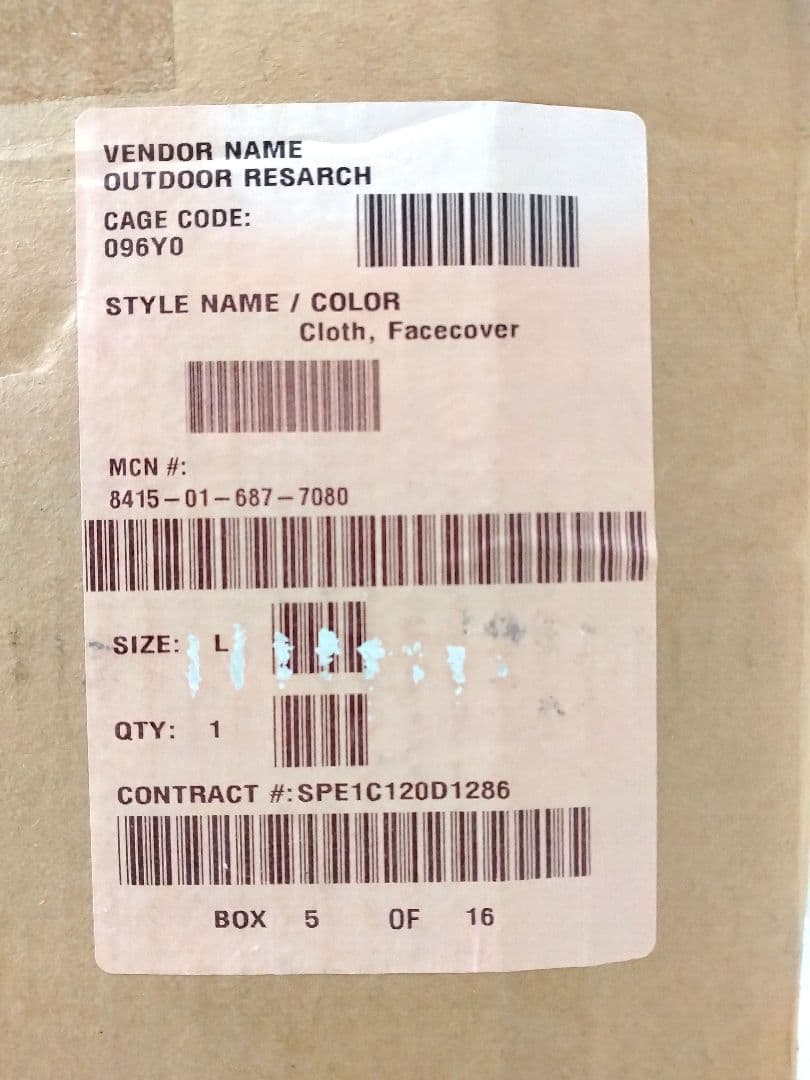 VENDOR NAME
OUTDOOR RESARCH
CAGE CODE:
096Y0
STYLE NAME / COLOR
Cloth, Facecover
MCN #:
8415-01-687-7080
SIZE: L
QTY: 1
CONTRACT #:SPE1C120D1286
BOX 5 OF 16